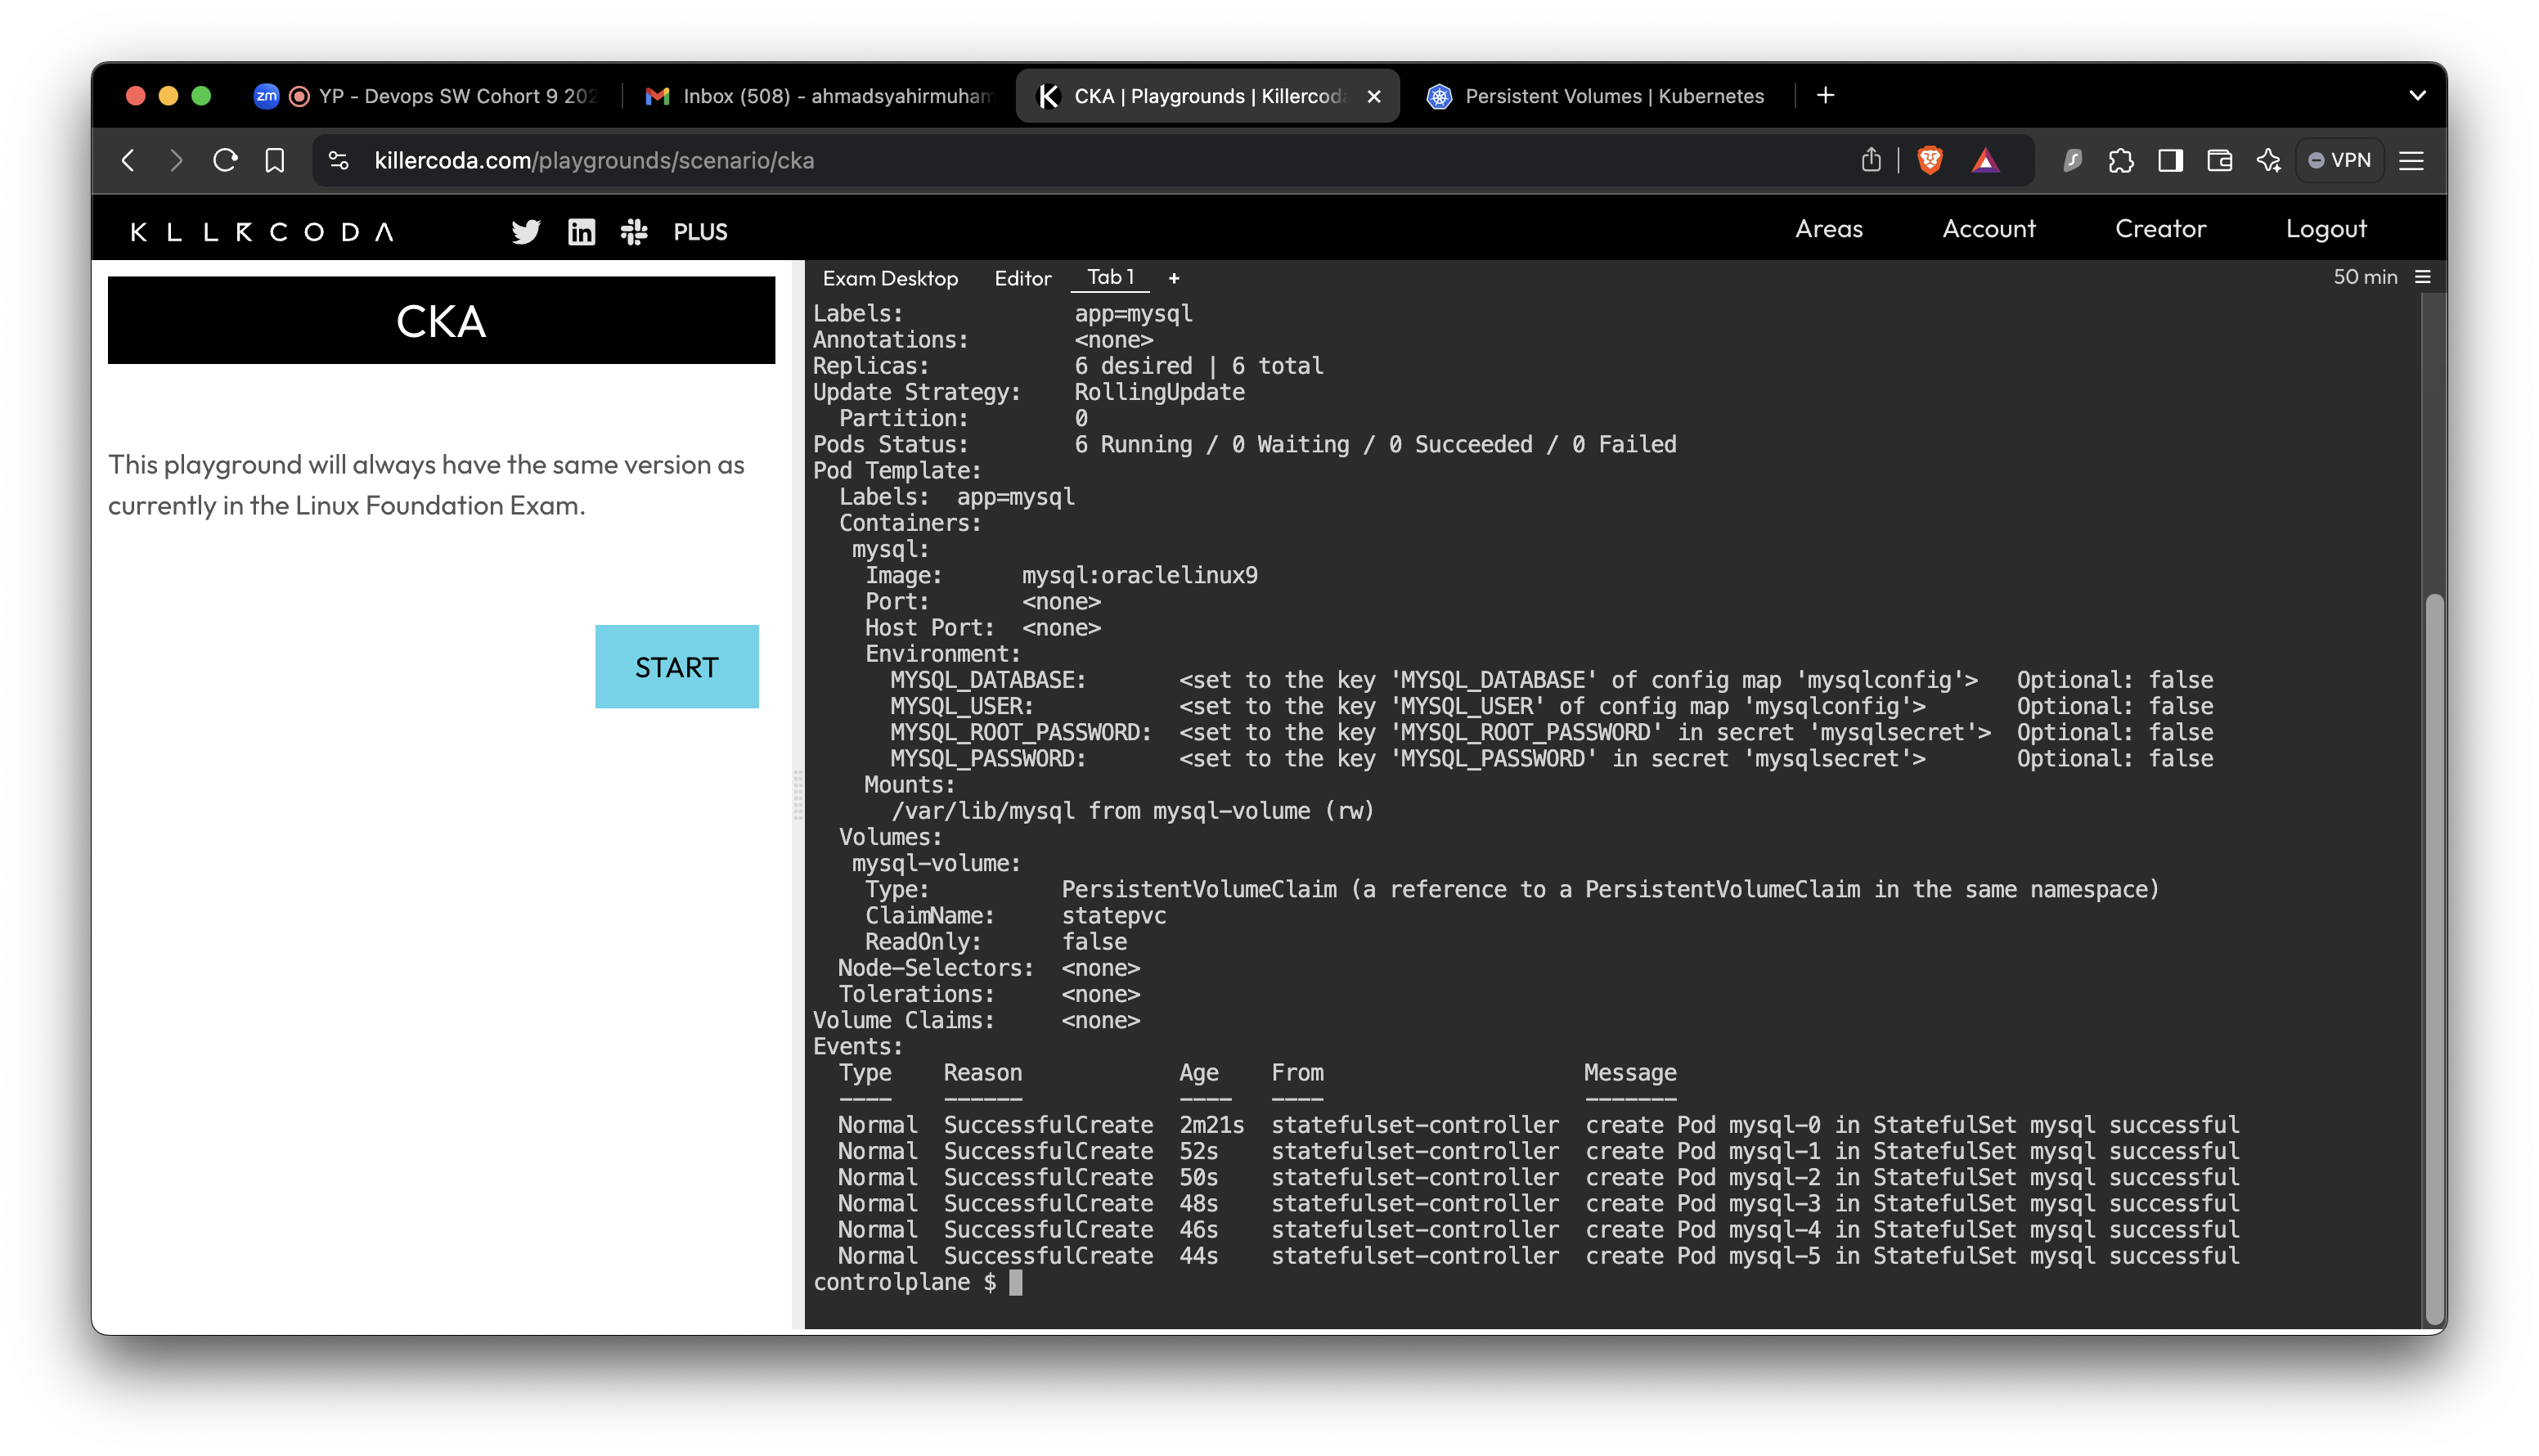 zm YP - Devops SW Cohort 9 202
Inbox (508) - ahmadsyahirmuham
CKA | Playgrounds | Killercoda
Persistent Volumes | Kubernetes
killercoda.com/playgrounds/scenario/cka
VPN
KLLRCODA
PLUS
Areas
Account
Creator
Logout
CKA
This playground will always have the same version as
currently in the Linux Foundation Exam.
START
Exam Desktop
Editor
Tab 1
+
50 min
Labels: app=mysql
Annotations: <none>
Replicas: 6 desired | 6 total
Update Strategy: RollingUpdate
Partition: 0
Pods Status: 6 Running / 0 Waiting / 0 Succeeded / 0 Failed
Pod Template:
Labels: app=mysql
Containers:
mysql:
Image: mysql:oraclelinux9
Port: <none>
Host Port: <none>
Environment:
MYSQL_DATABASE: <set to the key 'MYSQL_DATABASE' of config map 'mysqlconfig'> Optional: false
MYSQL_USER: <set to the key 'MYSQL_USER' of config map 'mysqlconfig'> Optional: false
MYSQL_ROOT_PASSWORD: <set to the key 'MYSQL_ROOT_PASSWORD' in secret 'mysqlsecret'> Optional: false
MYSQL_PASSWORD: <set to the key 'MYSQL_PASSWORD' in secret 'mysqlsecret'> Optional: false
Mounts:
/var/lib/mysql from mysql-volume (rw)
Volumes:
mysql-volume:
Type: PersistentVolumeClaim (a reference to a PersistentVolumeClaim in the same namespace)
ClaimName: statepvc
ReadOnly: false
Node-Selectors: <none>
Tolerations: <none>
Volume Claims: <none>
Events:
Type Reason Age From Message
---- ------ ---- ---- -------
Normal SuccessfulCreate 2m21s statefulset-controller create Pod mysql-0 in StatefulSet mysql successful
Normal SuccessfulCreate 52s statefulset-controller create Pod mysql-1 in StatefulSet mysql successful
Normal SuccessfulCreate 50s statefulset-controller create Pod mysql-2 in StatefulSet mysql successful
Normal SuccessfulCreate 48s statefulset-controller create Pod mysql-3 in StatefulSet mysql successful
Normal SuccessfulCreate 46s statefulset-controller create Pod mysql-4 in StatefulSet mysql successful
Normal SuccessfulCreate 44s statefulset-controller create Pod mysql-5 in StatefulSet mysql successful
controlplane $